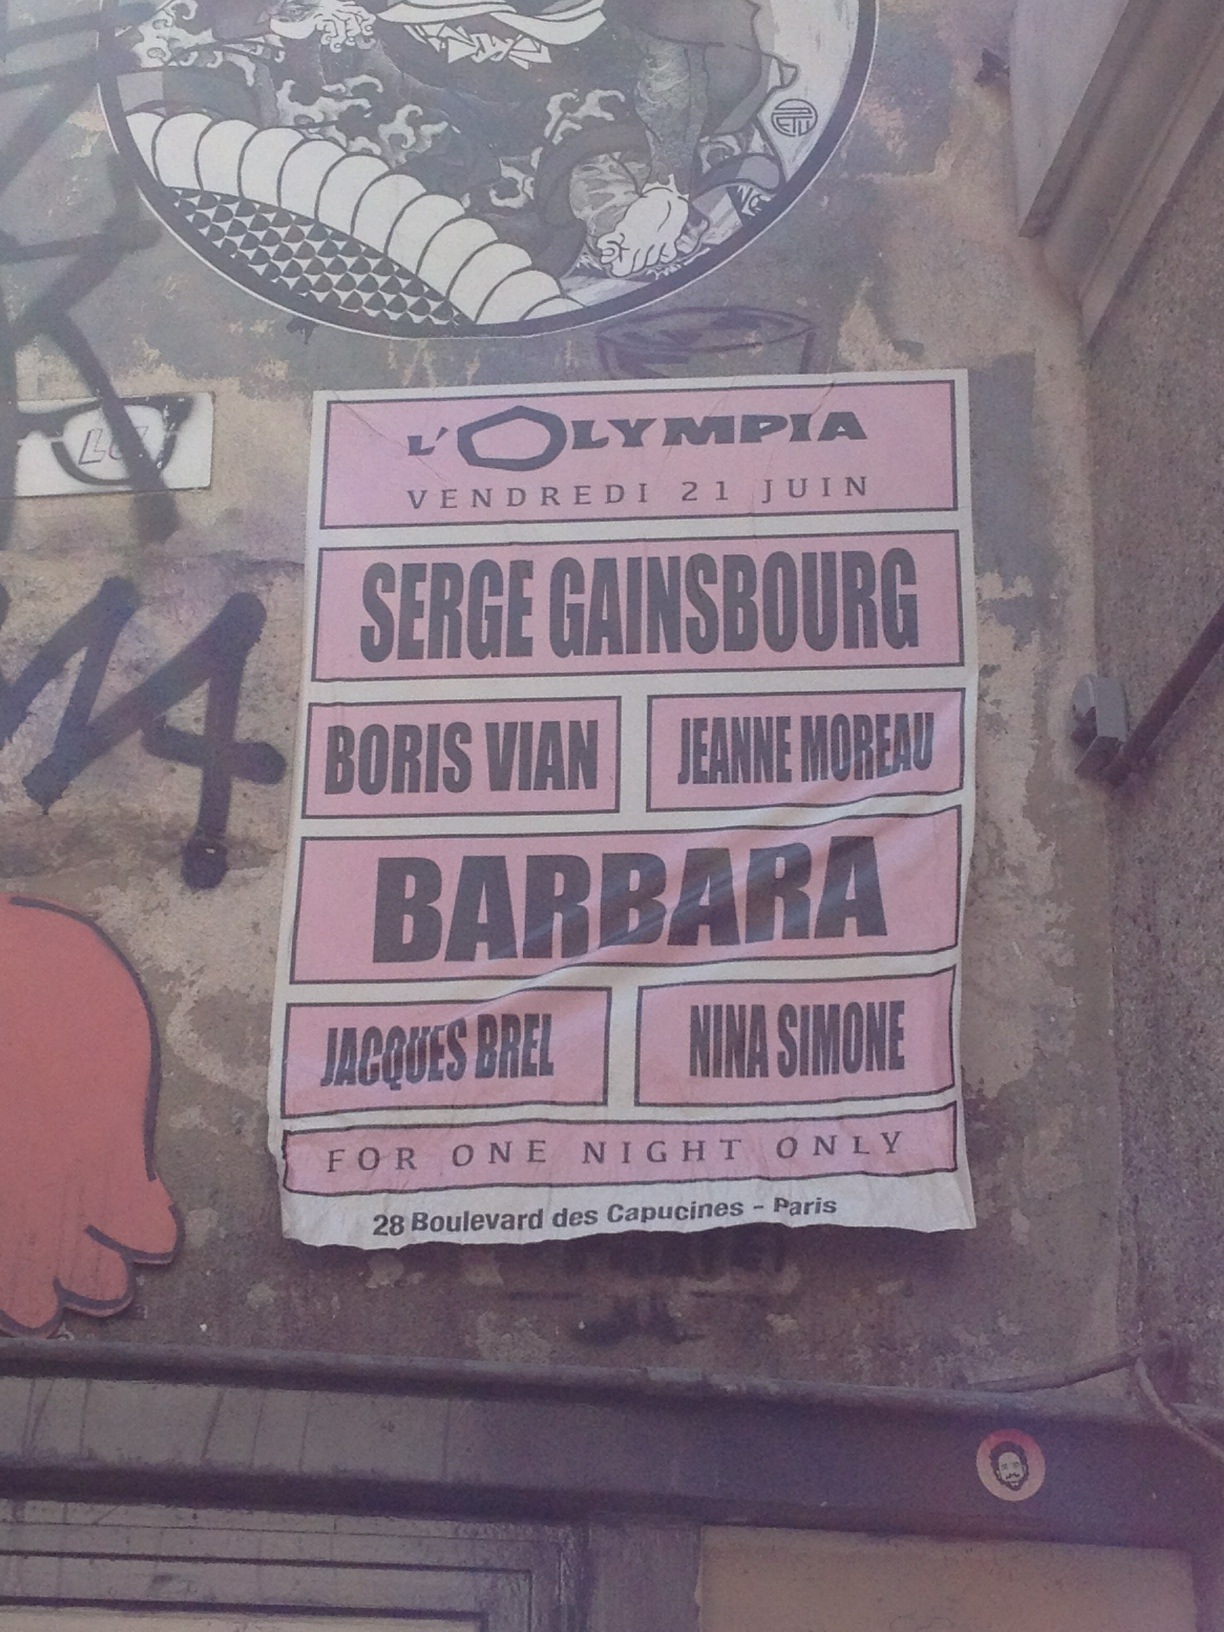 L'OLYMPIA
VENDREDI 21 JUIN
SERGE GAINSBOURG
BORIS VIAN
JEANNE MOREAU
BARBARA
JACQUES BREL
NINA SIMONE
FOR ONE NIGHT ONLY
28 Boulevard des Capucines - Paris